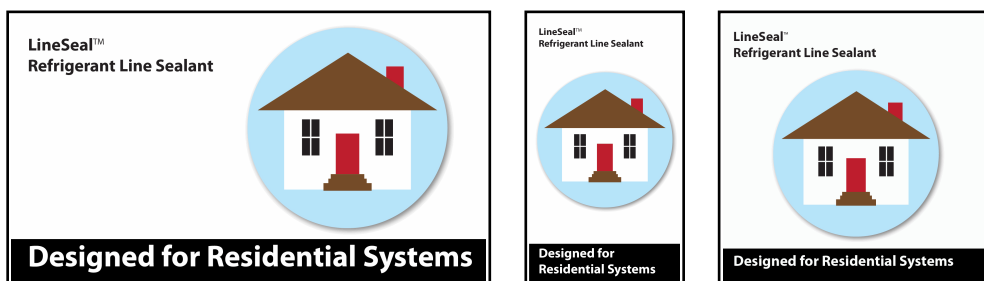 LineSeal™
Refrigerant Line Sealant
Designed for Residential Systems
LineSeal™
Refrigerant Line Sealant
Designed for
Residential Systems
LineSeal™
Refrigerant Line Sealant
Designed for Residential Systems